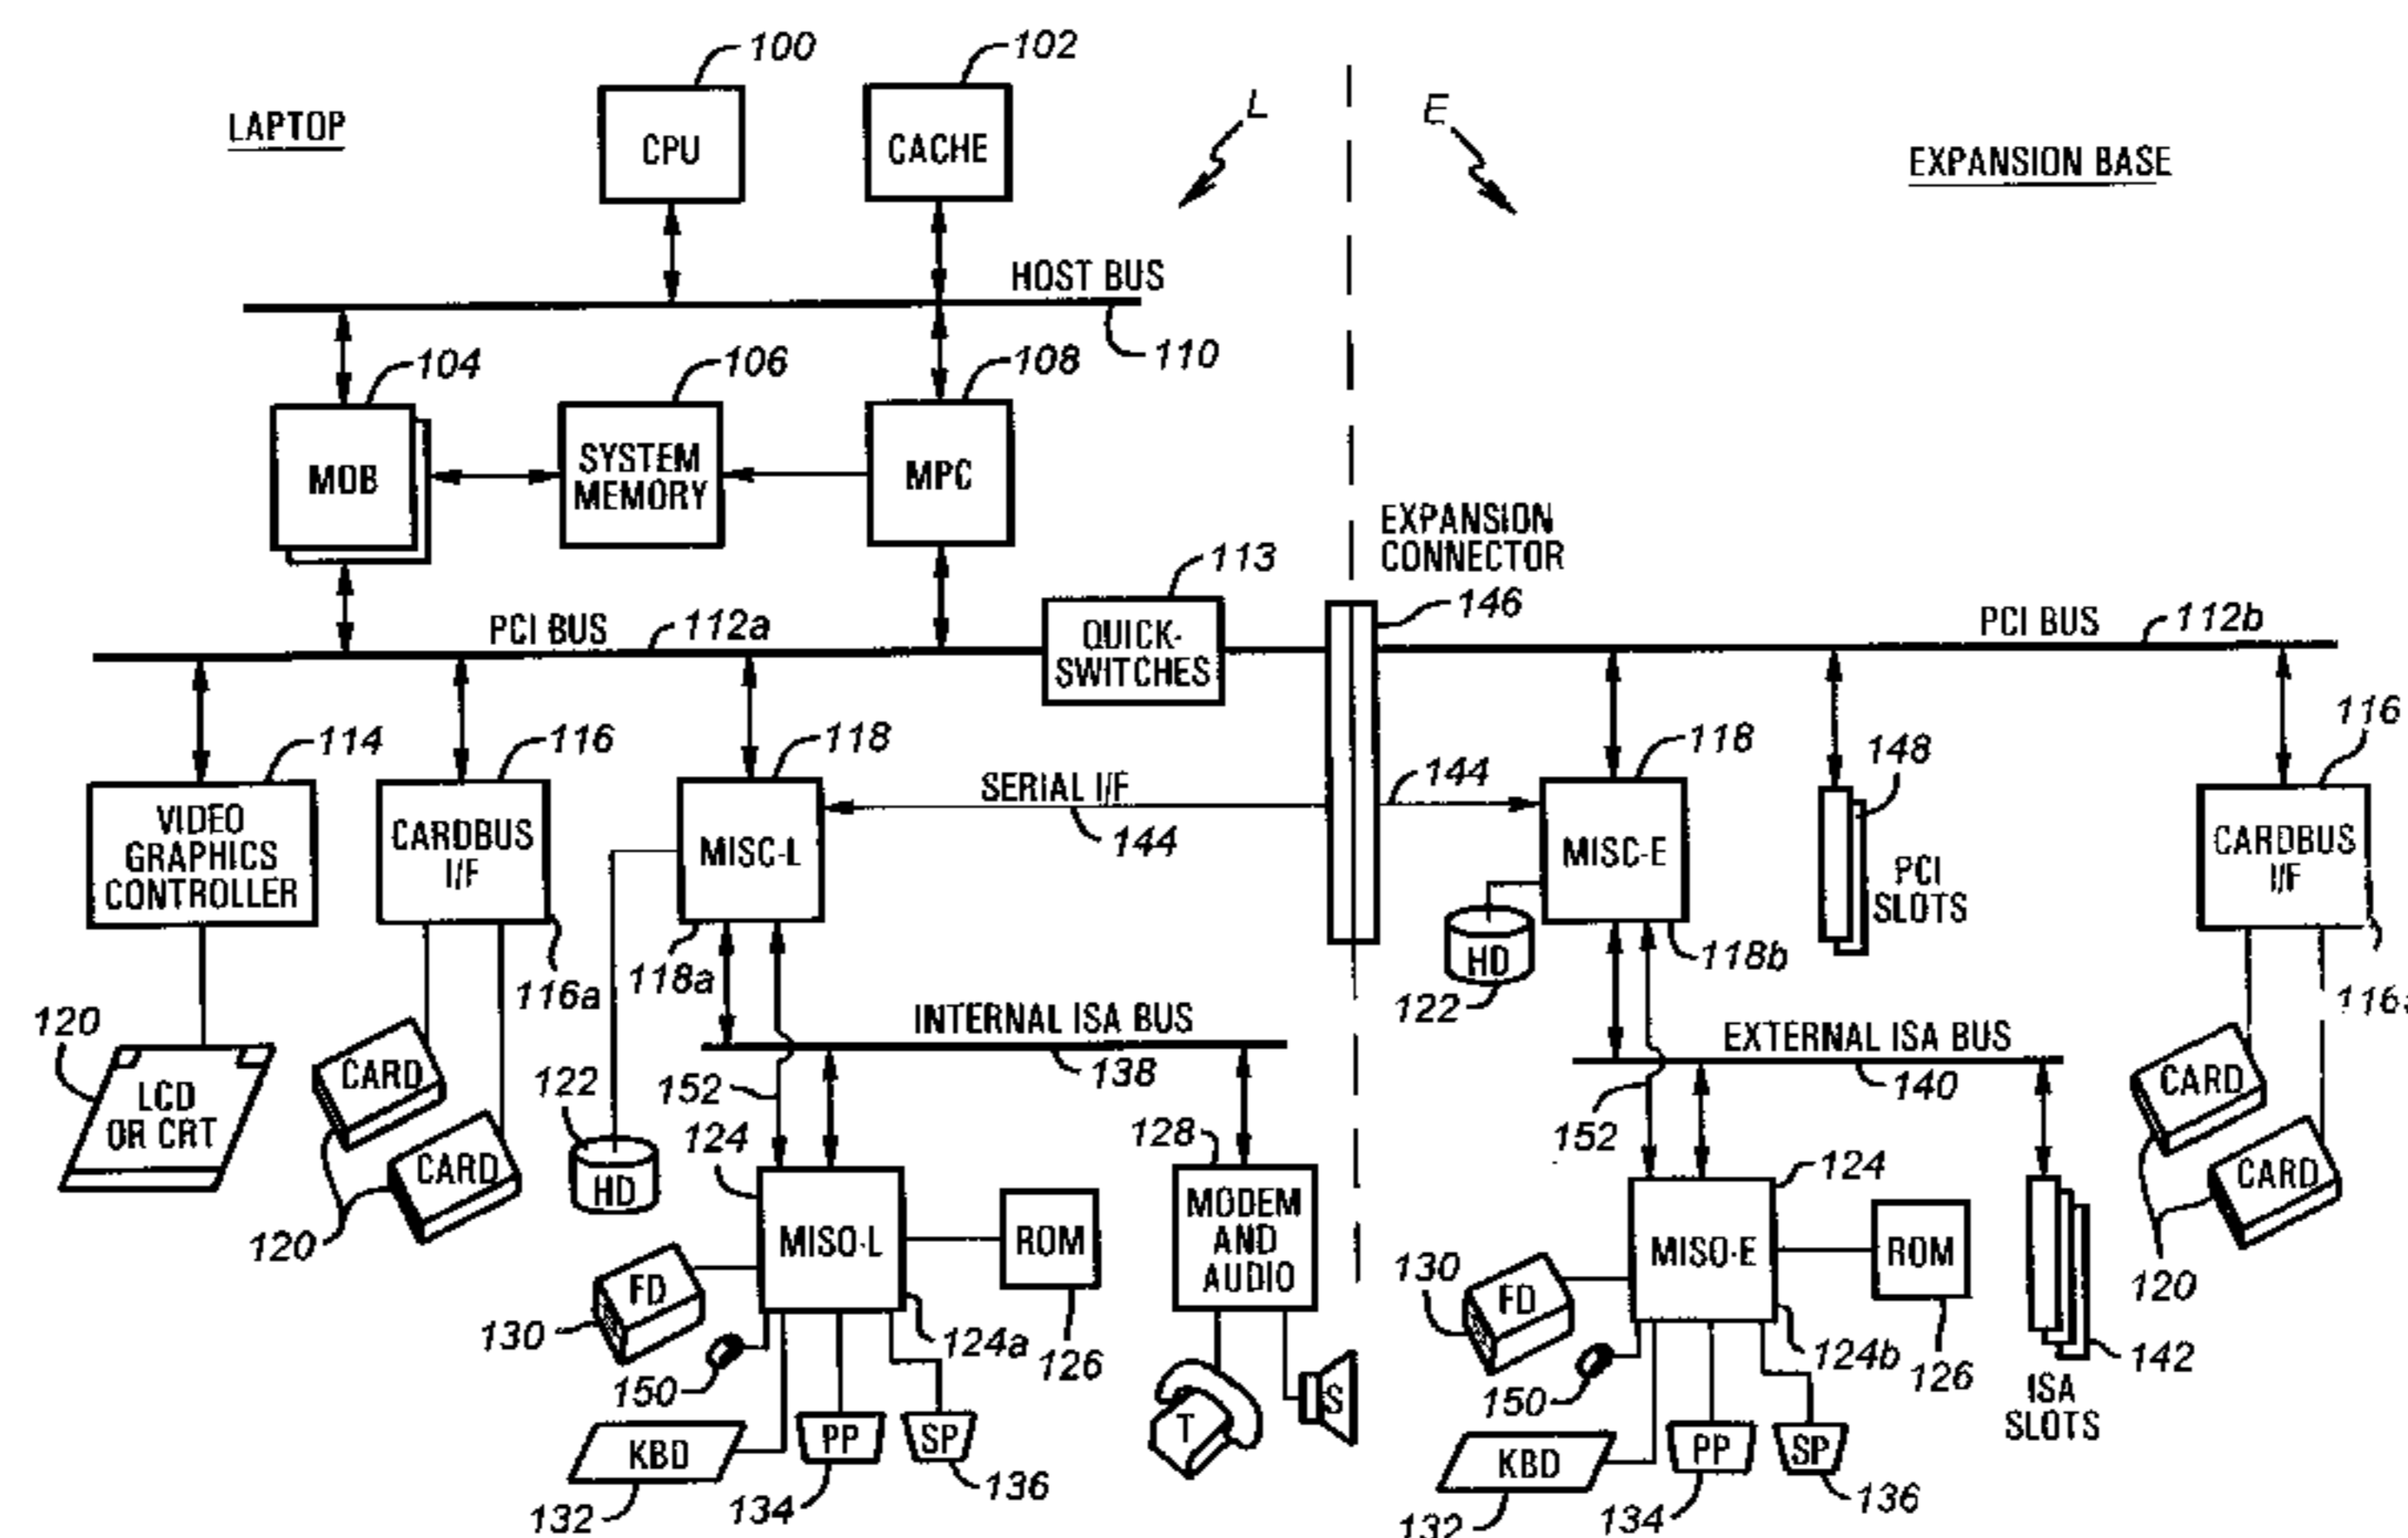 100
102
LAPTOP
CPU
CACHE
L
E
EXPANSION BASE
HOST BUS
110
104
106
108
MOB
SYSTEM
MEMORY
MPC
EXPANSION
CONNECTOR
113
146
PCI BUS
112a
QUICK-
SWITCHES
PCI BUS
112b
114
116
118
118
148
116
VIDEO
GRAPHICS
CONTROLLER
CARDBUS
I/F
MISC-L
SERIAL I/F
144
144
MISC-E
PCI
SLOTS
CARDBUS
I/F
116a
118a
HD
122
118b
120
INTERNAL ISA BUS
138
EXTERNAL ISA BUS
140
LCD
OR CRT
CARD
CARD
120
122
HD
152
124
128
152
124
CARD
CARD
120
MISO-L
ROM
MODEM
AND
AUDIO
MISO-E
ROM
FD
130
124a
126
FD
130
124b
126
142
ISA
SLOTS
150
150
KBD
PP
SP
T
S
KBD
PP
SP
132
134
136
132
134
136